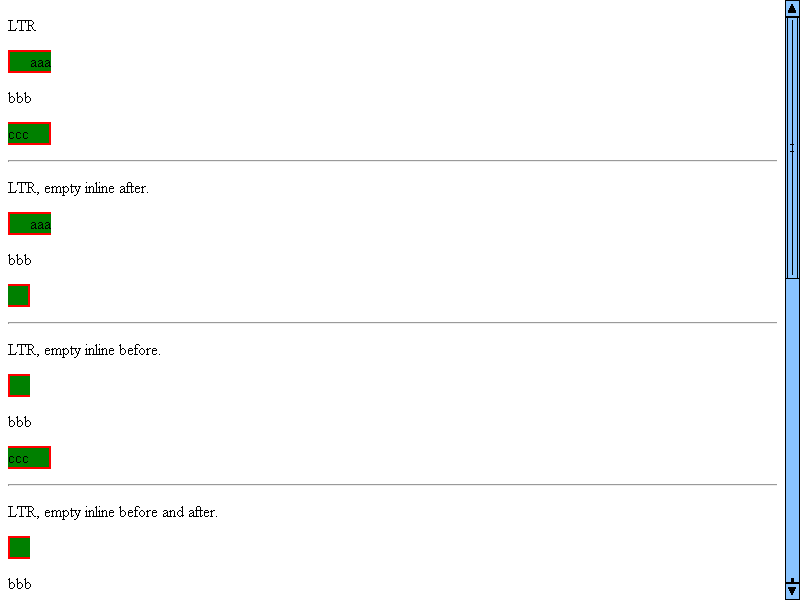 LTR
aaa
bbb
ccc
LTR, empty inline after.
aaa
bbb
LTR, empty inline before.
bbb
ccc
LTR, empty inline before and after.
bbb